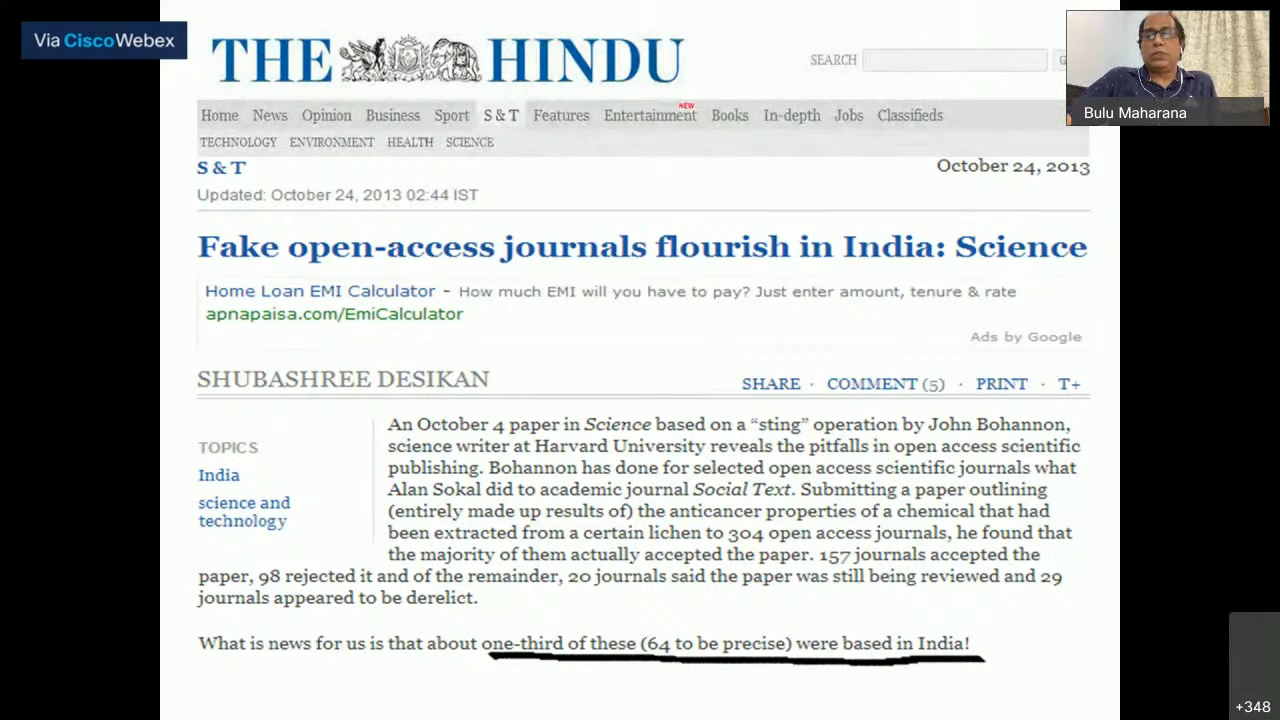 Via CiscoWebex
THE HINDU
SEARCH
G
Bulu Maharana
Home News Opinion Business Sport S & T Features Entertainment NEW Books In-depth Jobs Classifieds
TECHNOLOGY ENVIRONMENT HEALTH SCIENCE
S & T
October 24, 2013
Updated: October 24, 2013 02:44 IST
Fake open-access journals flourish in India: Science
Home Loan EMI Calculator - How much EMI will you have to pay? Just enter amount, tenure & rate
apnapaisa.com/EmiCalculator
Ads by Google
SHUBASHREE DESIKAN
SHARE · COMMENT (5) · PRINT · T+
TOPICS
India
science and
technology
An October 4 paper in Science based on a “sting” operation by John Bohannon,
science writer at Harvard University reveals the pitfalls in open access scientific
publishing. Bohannon has done for selected open access scientific journals what
Alan Sokal did to academic journal Social Text. Submitting a paper outlining
(entirely made up results of) the anticancer properties of a chemical that had
been extracted from a certain lichen to 304 open access journals, he found that
the majority of them actually accepted the paper. 157 journals accepted the
paper, 98 rejected it and of the remainder, 20 journals said the paper was still being reviewed and 29
journals appeared to be derelict.
What is news for us is that about one-third of these (64 to be precise) were based in India!
+348